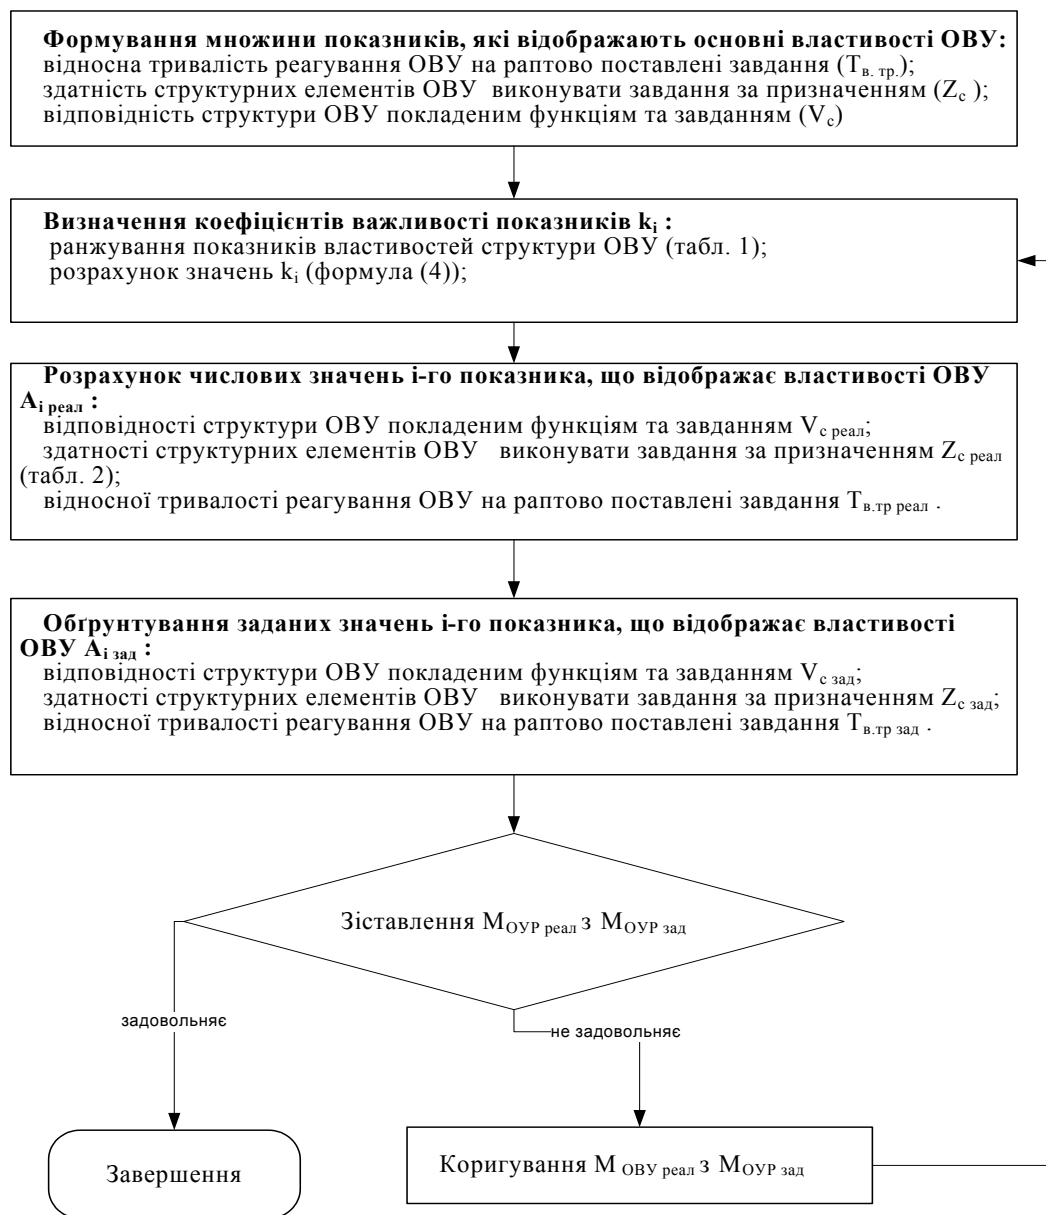 Формування множини показників, які відображають основні властивості ОВУ:
відносна тривалість реагування ОВУ на раптово поставлені завдання (Тв. тр.);
здатність структурних елементів ОВУ виконувати завдання за призначенням (Zс );
відповідність структури ОВУ покладеним функціям та завданням (Vс)
Визначення коефіцієнтів важливості показників ki :
ранжування показників властивостей структури ОВУ (табл. 1);
розрахунок значень ki (формула (4));
Розрахунок числових значень і-го показника, що відображає властивості ОВУ
Аі реал :
відповідності структури ОВУ покладеним функціям та завданням Vс реал;
здатності структурних елементів ОВУ виконувати завдання за призначенням Zс реал
(табл. 2);
відносної тривалості реагування ОВУ на раптово поставлені завдання Тв.тр реал .
Обґрунтування заданих значень і-го показника, що відображає властивості
ОВУ Аі зад :
відповідності структури ОВУ покладеним функціям та завданням Vс зад;
здатності структурних елементів ОВУ виконувати завдання за призначенням Zс зад;
відносної тривалості реагування ОВУ на раптово поставлені завдання Тв.тр зад .
Зіставлення МОУР реал з МОУР зад
задовольняє
не задовольняє
Завершення
Коригування М ОВУ реал з МОУР зад